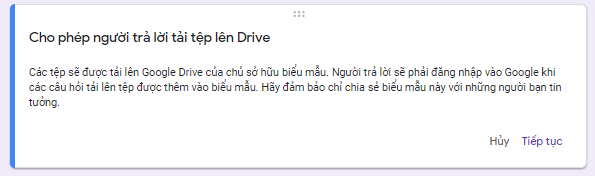 Cho phép người trả lời tải tệp lên Drive
Các tệp sẽ được tải lên Google Drive của chủ sở hữu biểu mẫu. Người trả lời sẽ phải đăng nhập vào Google khi
các câu hỏi tải lên tệp được thêm vào biểu mẫu. Hãy đảm bảo chỉ chia sẻ biểu mẫu này với những người bạn tin
tưởng.
Hủy Tiếp tục